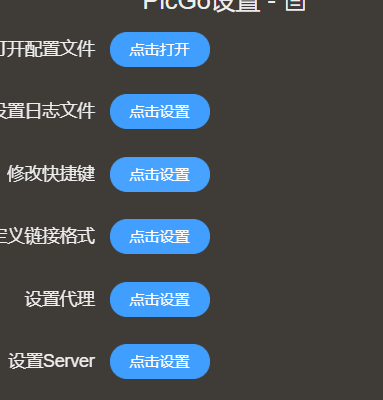 PicGo设置 -
打开配置文件 点击打开
设置日志文件 点击设置
修改快捷键 点击设置
定义链接格式 点击设置
设置代理 点击设置
设置Server 点击设置